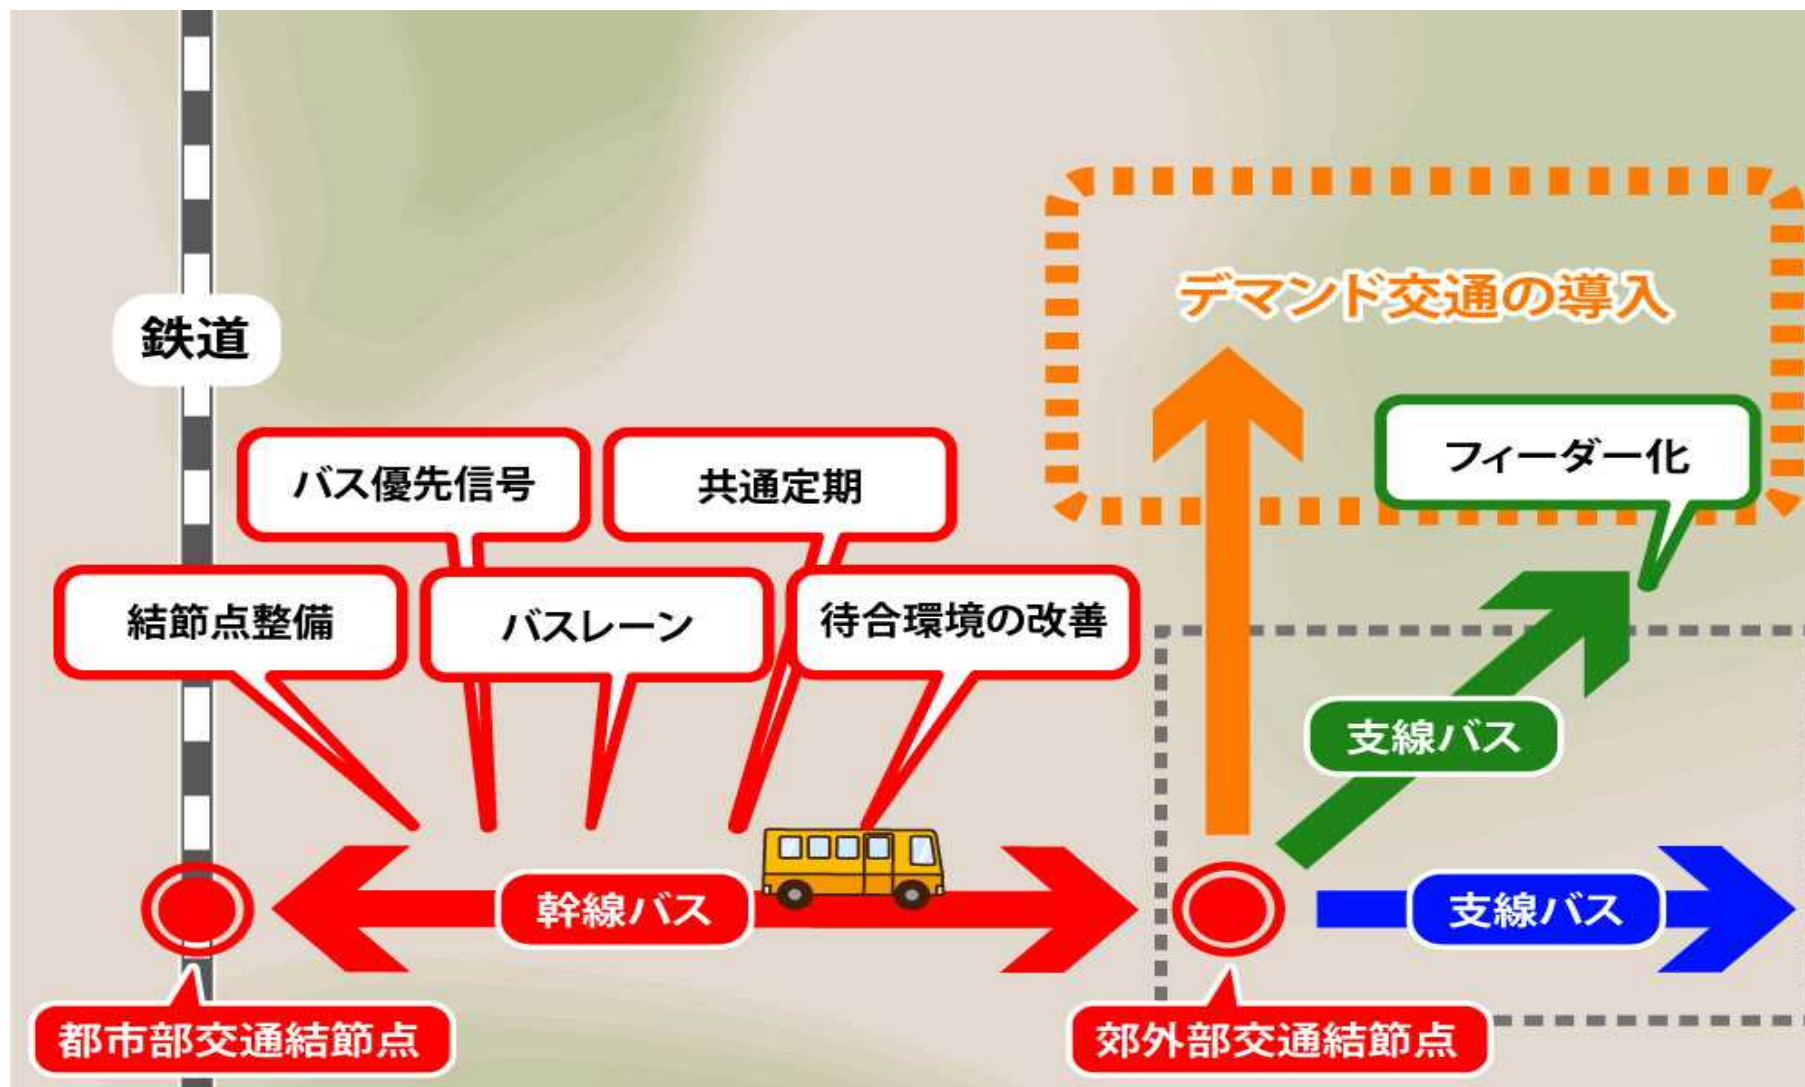 デマンド交通の導入
鉄道
フィーダー化
バス優先信号
共通定期
結節点整備
バスレーン
待合環境の改善
支線バス
幹線バス
支線バス
都市部交通結節点
郊外部交通結節点